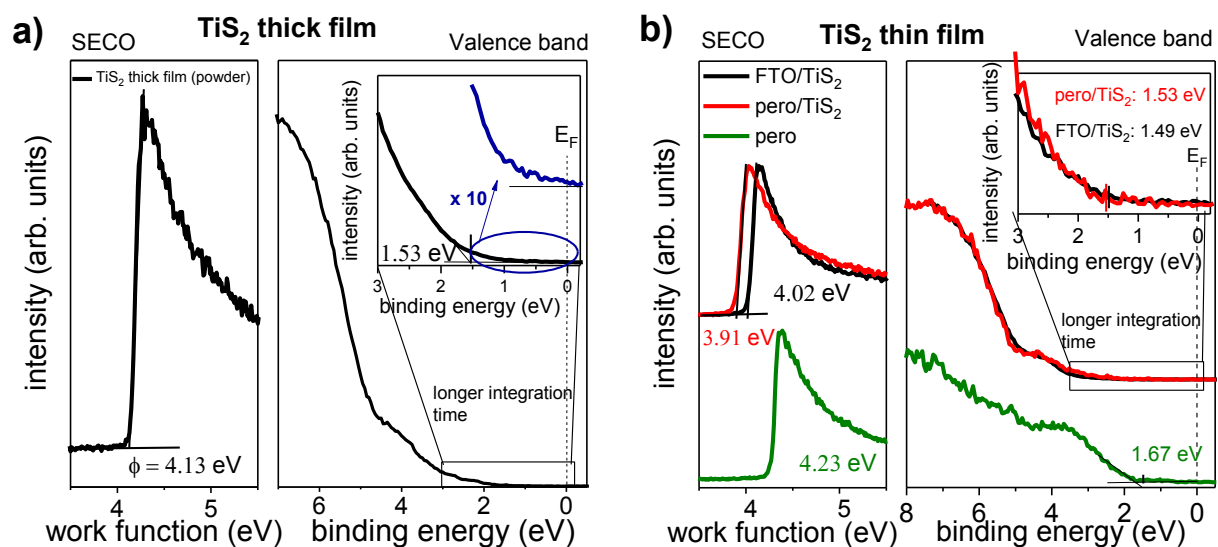 a)
TiS2 thick film
SECO
Valence band
TiS2 thick film (powder)
intensity (arb. units)
ϕ = 4.13 eV
4
5
work function (eV)
intensity (arb. units)
EF
x 10
1.53 eV
3
2
1
0
binding energy (eV)
longer integration
time
6
4
2
0
binding energy (eV)
b)
TiS2 thin film
SECO
Valence band
FTO/TiS2
pero/TiS2
pero
intensity (arb. units)
4.02 eV
3.91 eV
4.23 eV
4
5
work function (eV)
intensity (arb. units)
pero/TiS2: 1.53 eV
FTO/TiS2: 1.49 eV
EF
3
2
1
0
binding energy (eV)
longer integration
time
1.67 eV
8
6
4
2
0
binding energy (eV)